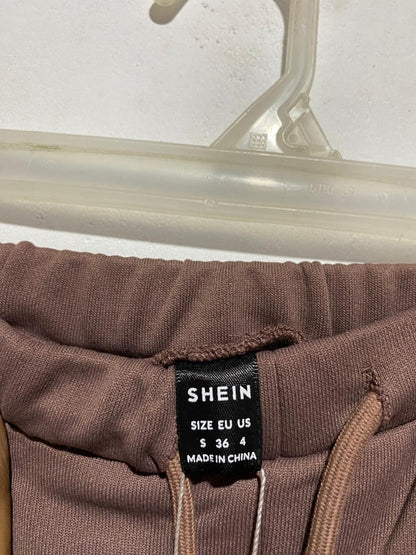 SHEIN
SIZE EU US
S 36 4
MADE IN CHINA